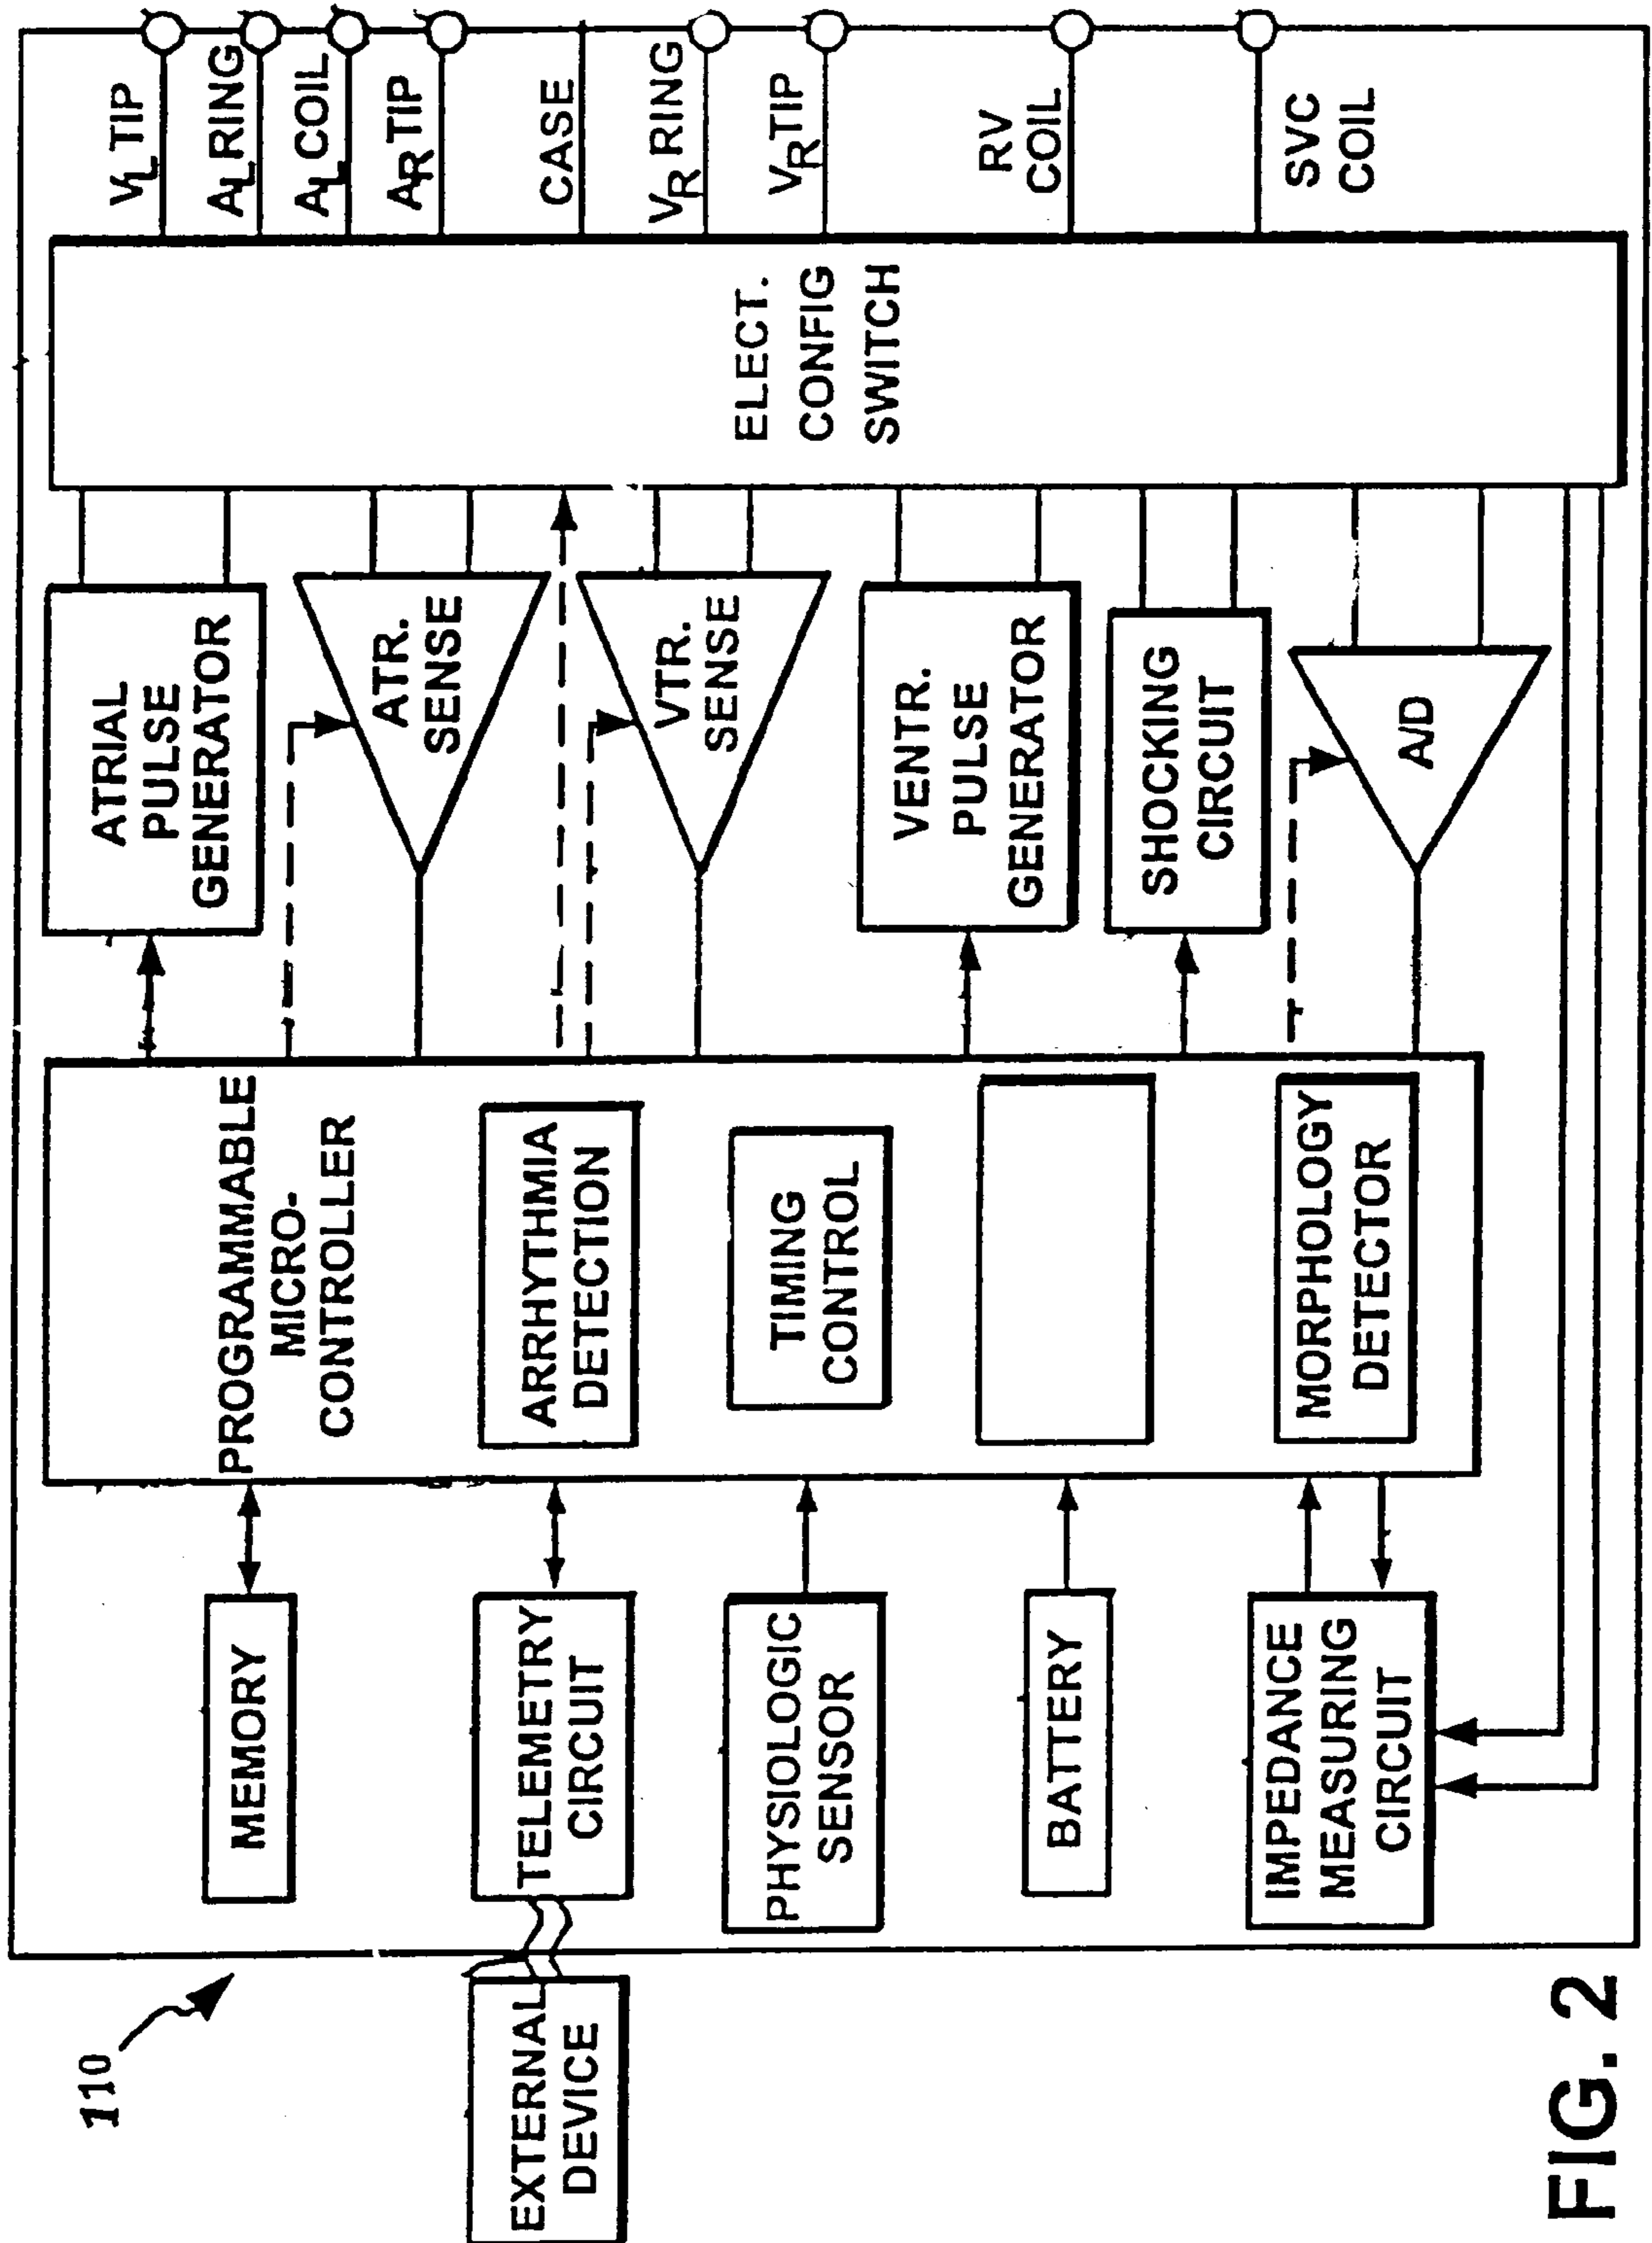 110
EXTERNAL
DEVICE
MEMORY
TELEMETRY
CIRCUIT
PHYSIOLOGIC
SENSOR
BATTERY
IMPEDANCE
MEASURING
CIRCUIT
PROGRAMMABLE
MICRO-
CONTROLLER
ARRHYTHMIA
DETECTION
TIMING
CONTROL
MORPHOLOGY
DETECTOR
ATRIAL
PULSE
GENERATOR
ATR.
SENSE
VTR.
SENSE
VENTR.
PULSE
GENERATOR
SHOCKING
CIRCUIT
A/D
ELECT.
CONFIG
SWITCH
VL TIP
AL RING
AL COIL
AR TIP
CASE
VR RING
VR TIP
RV
COIL
SVC
COIL
FIG. 2